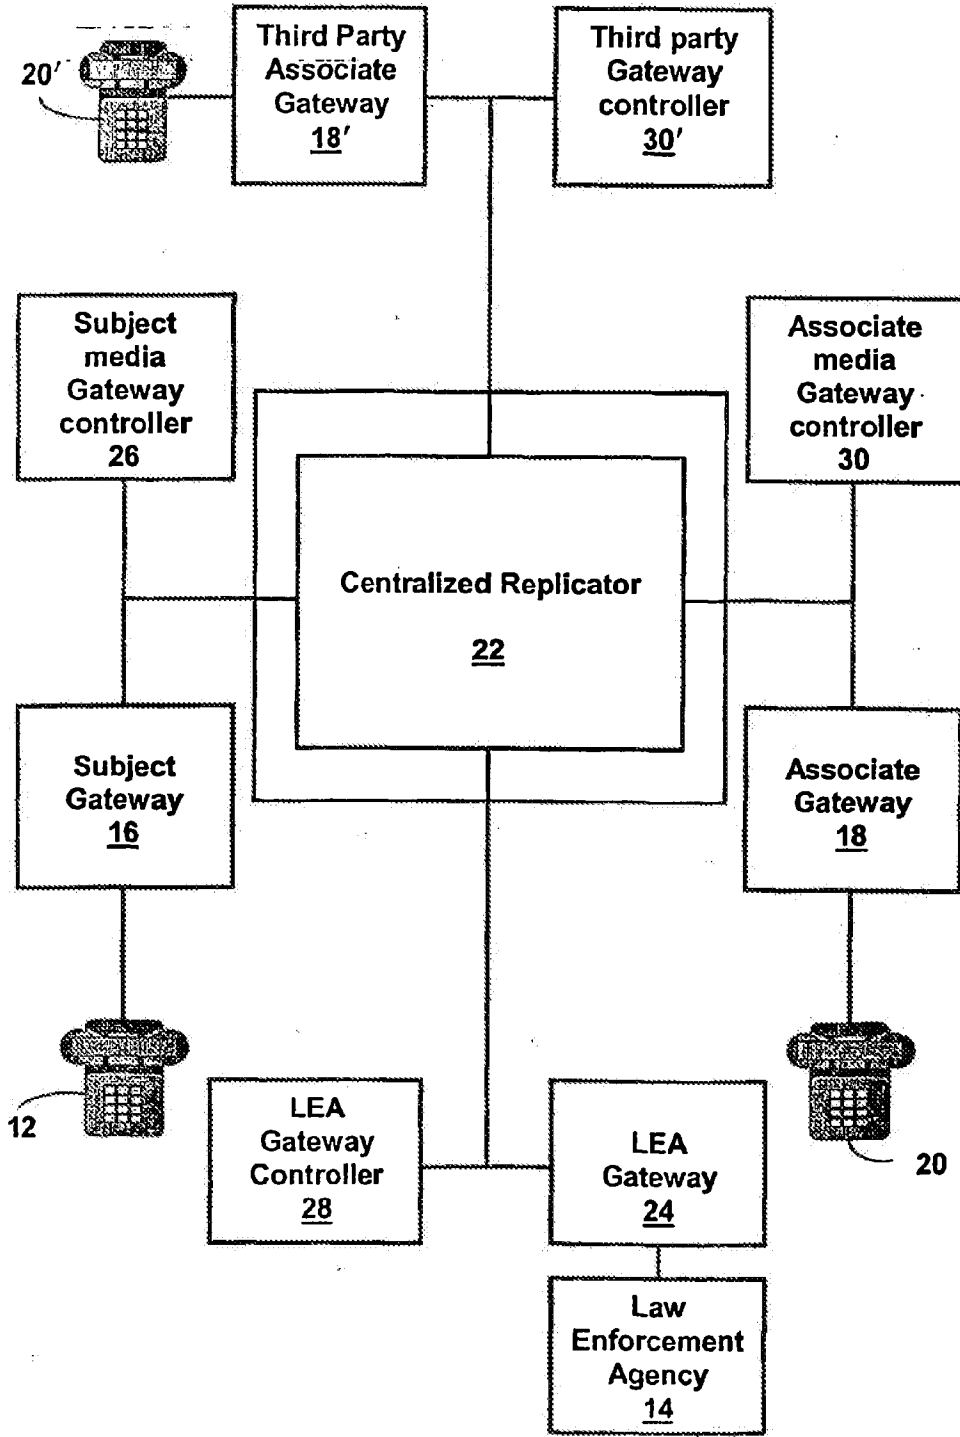 20′
Third Party
Associate
Gateway
18′
Third party
Gateway
controller
30′
Subject
media
Gateway
controller
26
Associate
media
Gateway
controller
30
Centralized Replicator
22
Subject
Gateway
16
Associate
Gateway
18
12
LEA
Gateway
Controller
28
LEA
Gateway
24
20
Law
Enforcement
Agency
14